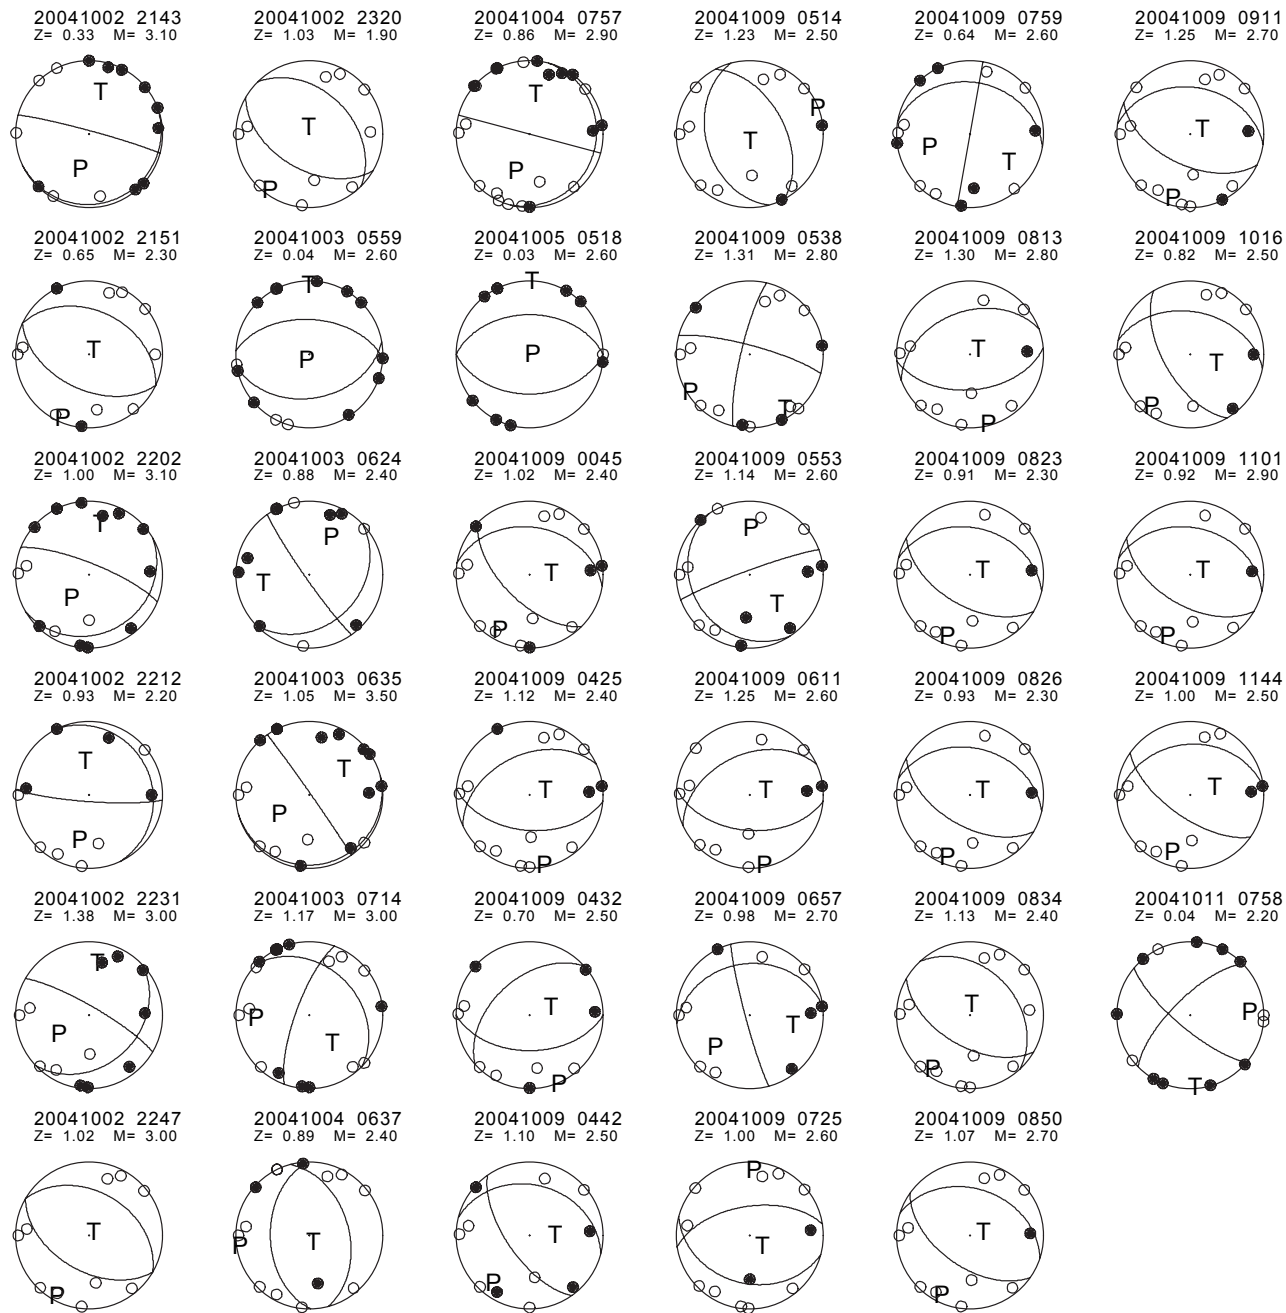 20041002 2143 20041002 2320 20041004 0757 20041009 0514 20041009 0759 20041009 0911
Z= 0.33 M= 3.10 Z= 1.03 M= 1.90 Z= 0.86 M= 2.90 Z= 1.23 M= 2.50 Z= 0.64 M= 2.60 Z= 1.25 M= 2.70
T T T P T T
P P P T P T P
20041002 2151 20041003 0559 20041005 0518 20041009 0538 20041009 0813 20041009 1016
Z= 0.65 M= 2.30 Z= 0.04 M= 2.60 Z= 0.03 M= 2.60 Z= 1.31 M= 2.80 Z= 1.30 M= 2.80 Z= 0.82 M= 2.50
T T T T
T P P P T P
P P T P
20041002 2202 20041003 0624 20041009 0045 20041009 0553 20041009 0823 20041009 1101
Z= 1.00 M= 3.10 Z= 0.88 M= 2.40 Z= 1.02 M= 2.40 Z= 1.14 M= 2.60 Z= 0.91 M= 2.30 Z= 0.92 M= 2.90
T P T P T T
P T P T P P
20041002 2212 20041003 0635 20041009 0425 20041009 0611 20041009 0826 20041009 1144
Z= 0.93 M= 2.20 Z= 1.05 M= 3.50 Z= 1.12 M= 2.40 Z= 1.25 M= 2.60 Z= 0.93 M= 2.30 Z= 1.00 M= 2.50
T T T T T T
P P P P P P
20041002 2231 20041003 0714 20041009 0432 20041009 0657 20041009 0834 20041011 0758
Z= 1.38 M= 3.00 Z= 1.17 M= 3.00 Z= 0.70 M= 2.50 Z= 0.98 M= 2.70 Z= 1.13 M= 2.40 Z= 0.04 M= 2.20
T P T T T P
P T P P P T
20041002 2247 20041004 0637 20041009 0442 20041009 0725 20041009 0850
Z= 1.02 M= 3.00 Z= 0.89 M= 2.40 Z= 1.10 M= 2.50 Z= 1.00 M= 2.60 Z= 1.07 M= 2.70
T T T P T
P P P T P